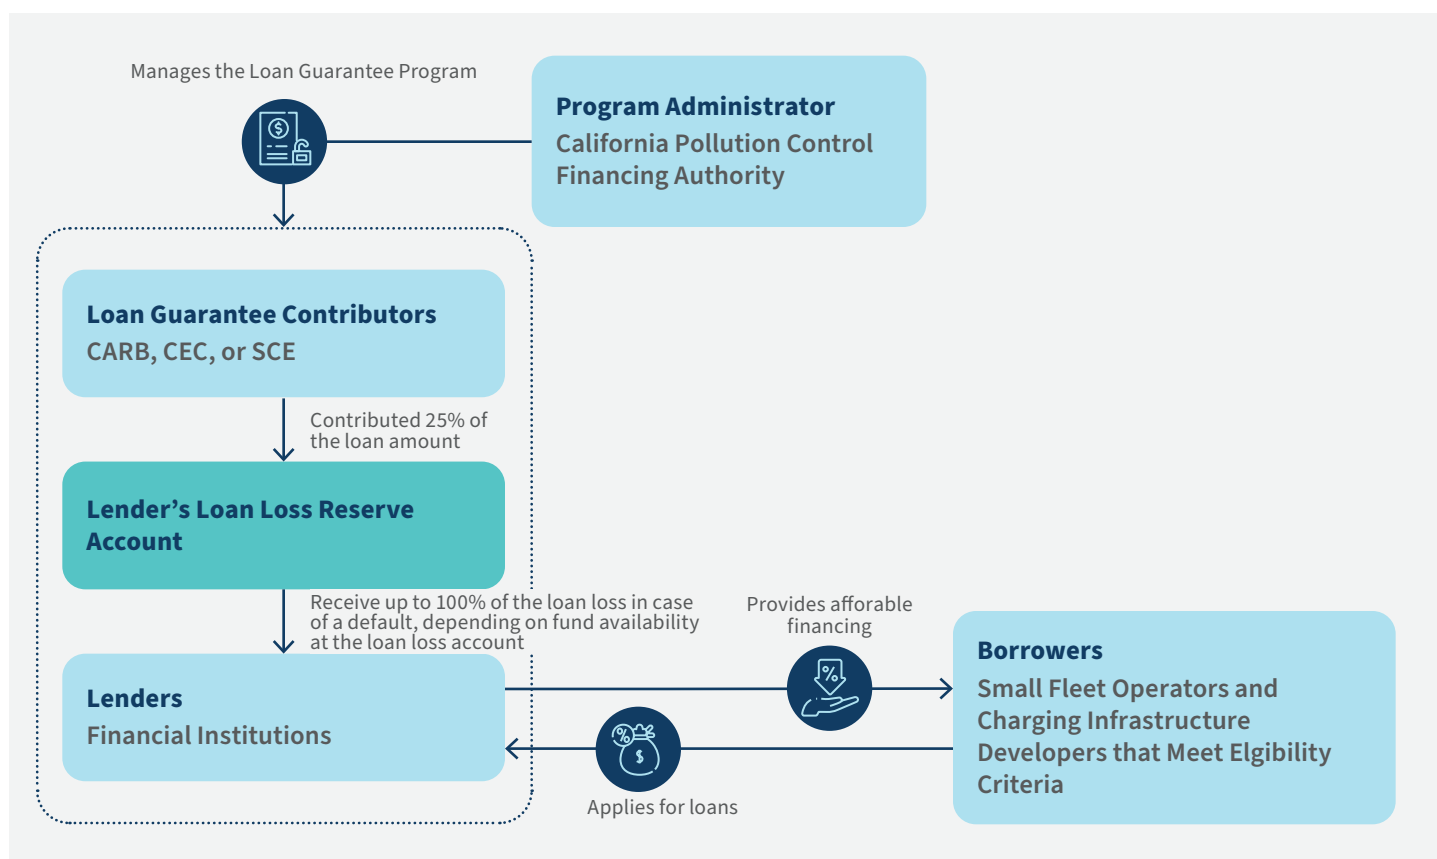 Manages the Loan Guarantee Program
$
Program Administrator
California Pollution Control
Financing Authority
Loan Guarantee Contributors
CARB, CEC, or SCE
Contributed 25% of
the loan amount
Lender’s Loan Loss Reserve
Account
Receive up to 100% of the loan loss in case
of a default, depending on fund availability
at the loan loss account
Lenders
Financial Institutions
Provides afforable
financing
%
%
$
Applies for loans
Borrowers
Small Fleet Operators and
Charging Infrastructure
Developers that Meet Elgibility
Criteria